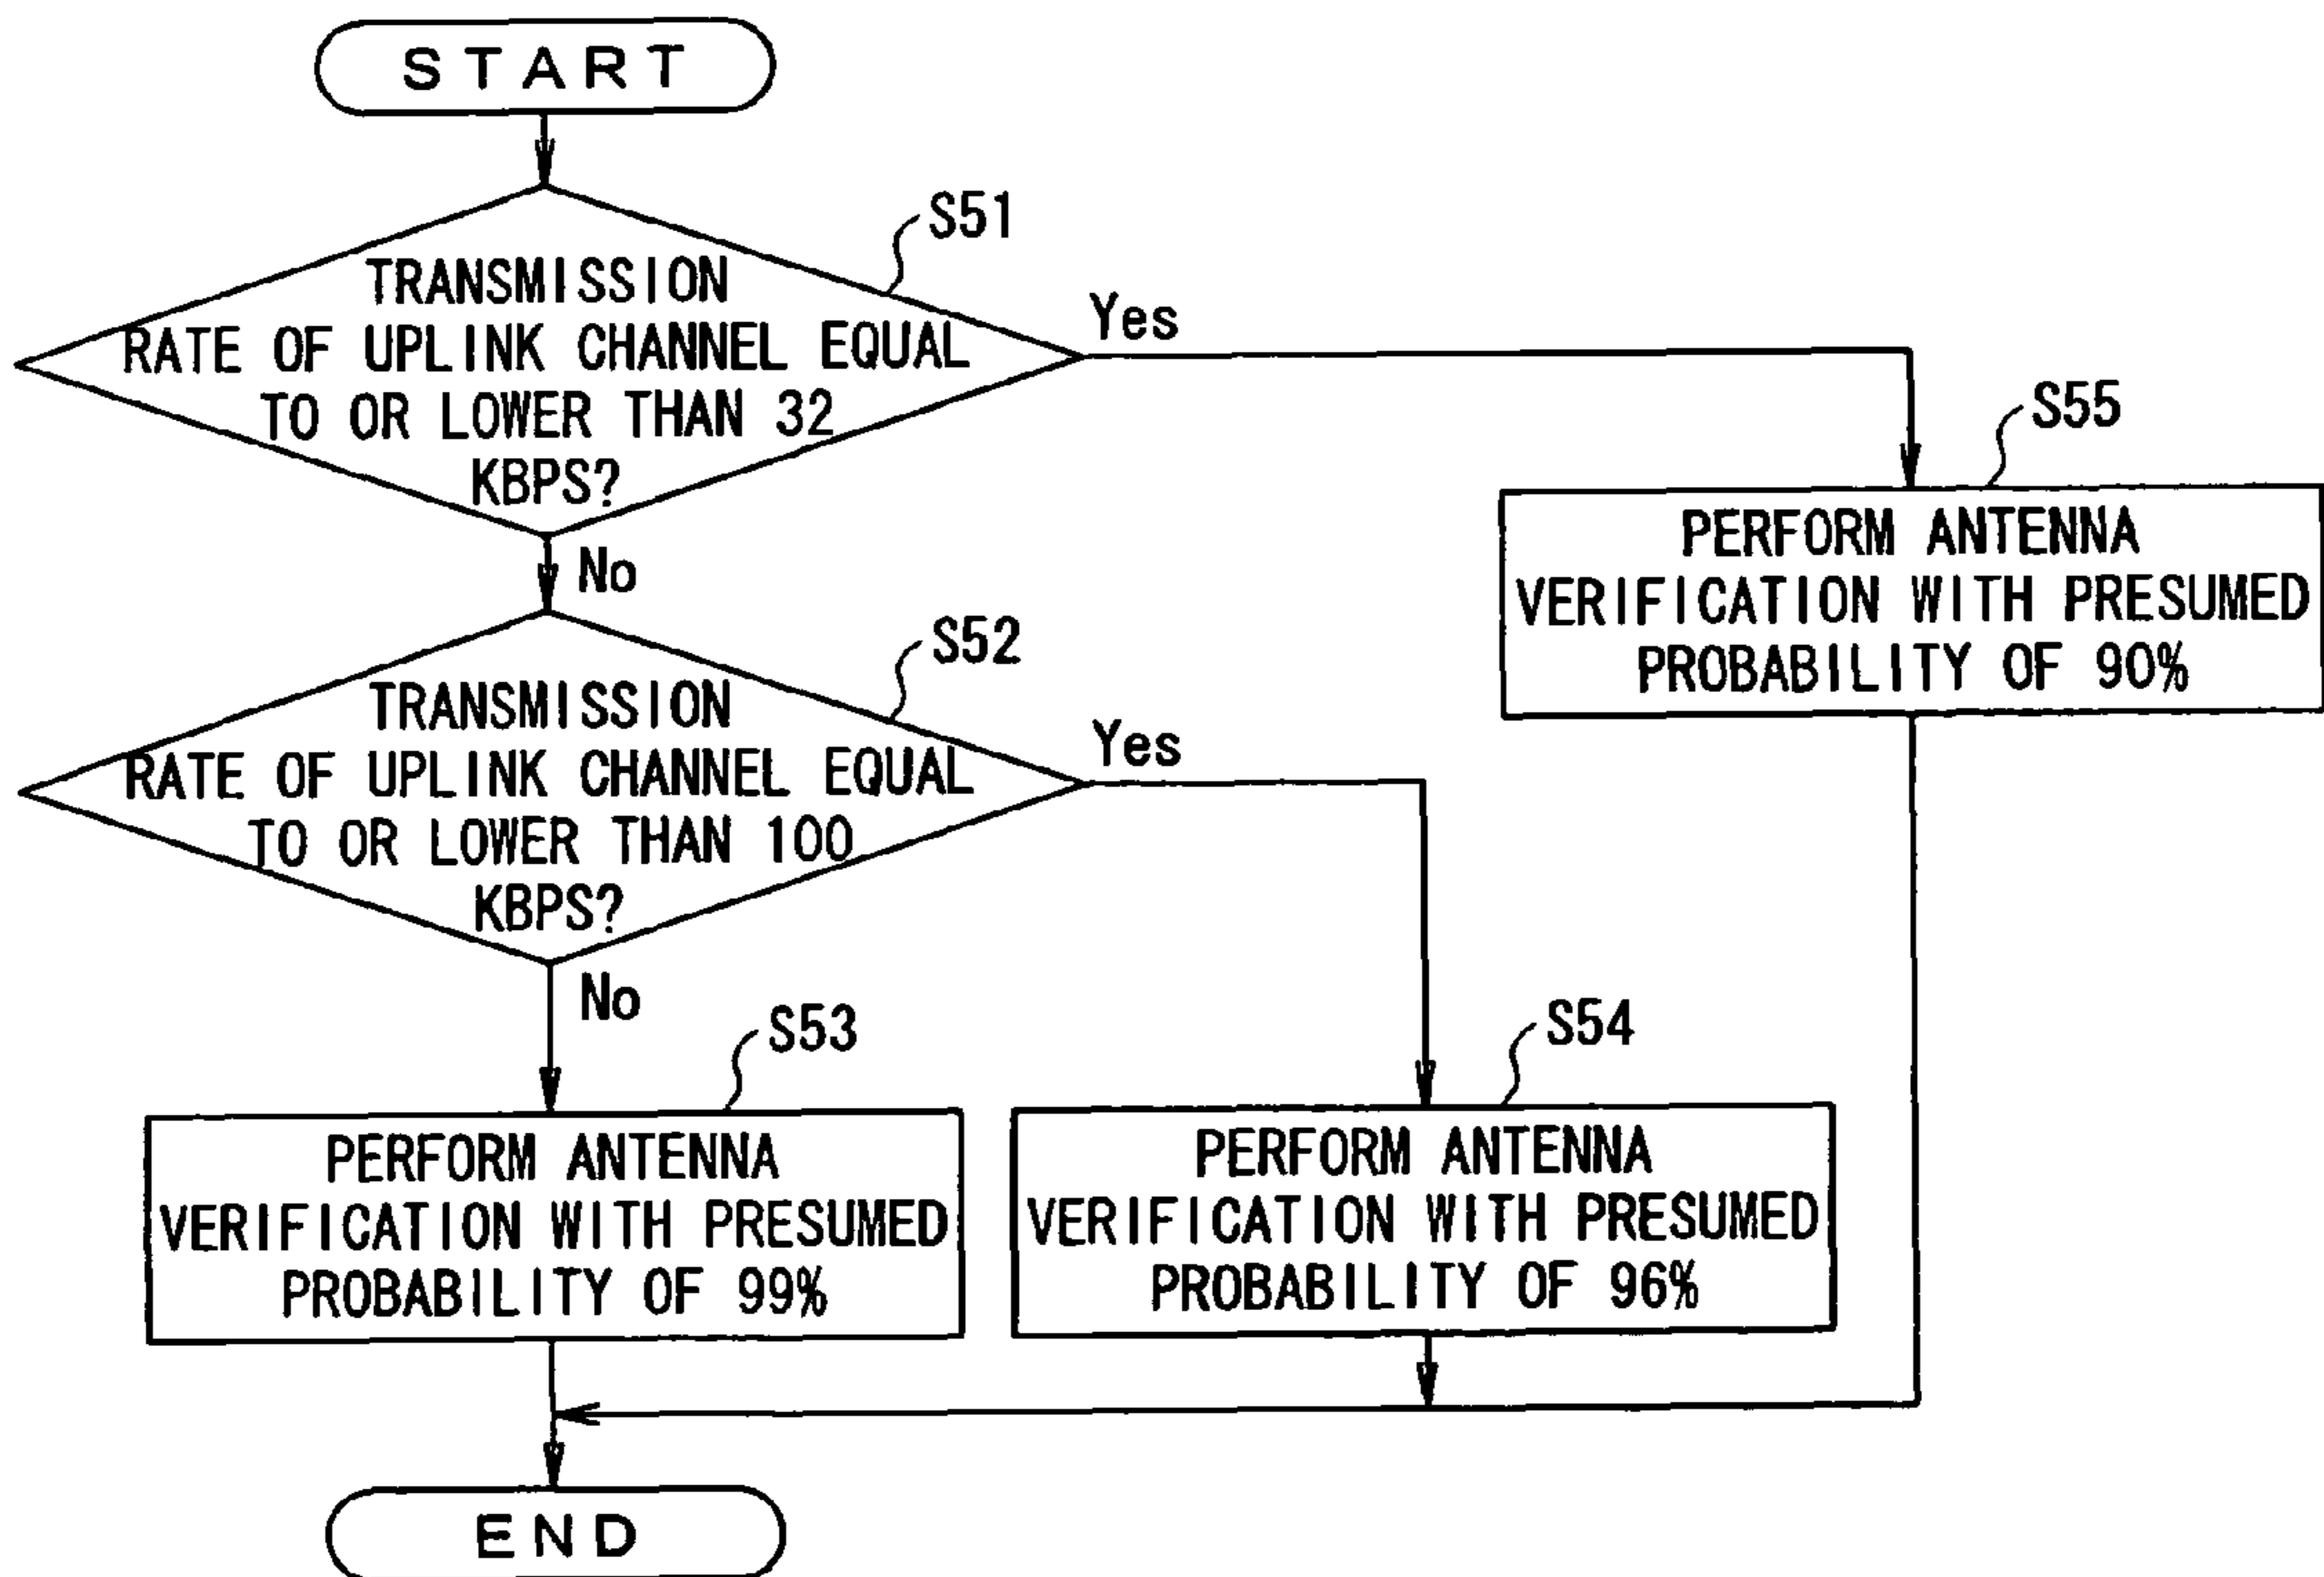 START
S51
TRANSMISSION
RATE OF UPLINK CHANNEL EQUAL
TO OR LOWER THAN 32
KBPS?
Yes
No
S55
PERFORM ANTENNA
VERIFICATION WITH PRESUMED
PROBABILITY OF 90%
S52
TRANSMISSION
RATE OF UPLINK CHANNEL EQUAL
TO OR LOWER THAN 100
KBPS?
Yes
No
S53
PERFORM ANTENNA
VERIFICATION WITH PRESUMED
PROBABILITY OF 99%
S54
PERFORM ANTENNA
VERIFICATION WITH PRESUMED
PROBABILITY OF 96%
END